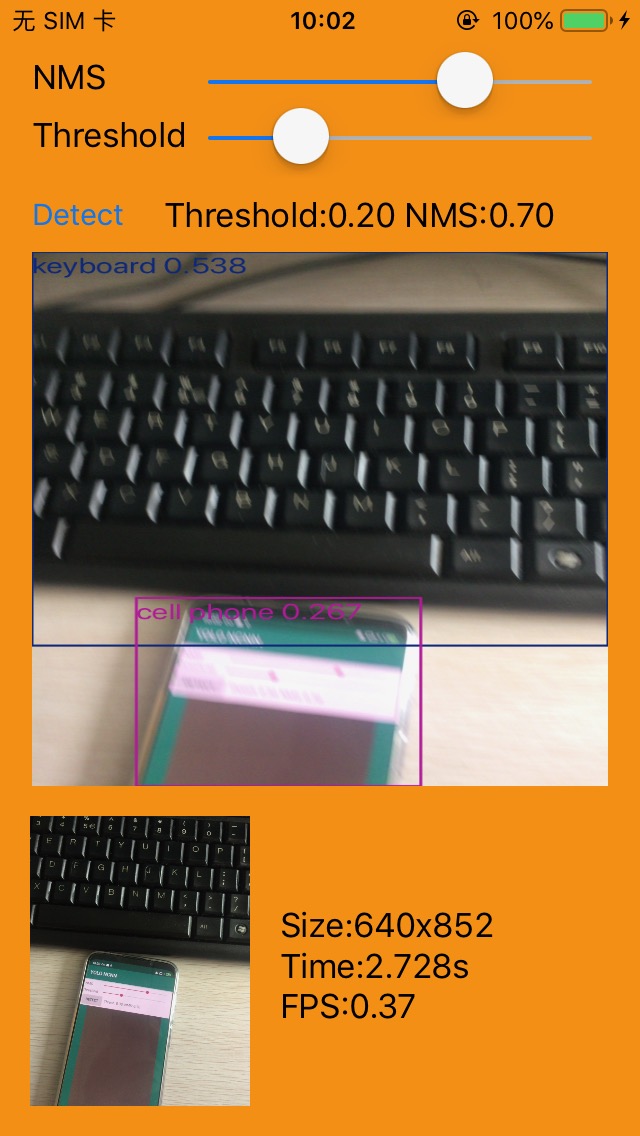 无 SIM 卡 10:02 100%
NMS
Threshold
Detect Threshold:0.20 NMS:0.70
keyboard 0.538
cell phone 0.267
Size:640x852
Time:2.728s
FPS:0.37